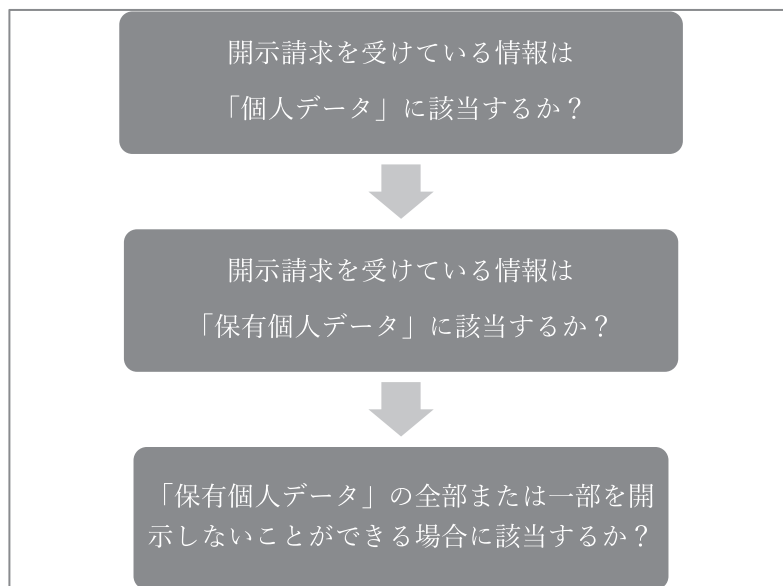 開示請求を受けている情報は
「個人データ」に該当するか？
開示請求を受けている情報は
「保有個人データ」に該当するか？
「保有個人データ」の全部または一部を開
示しないことができる場合に該当するか？